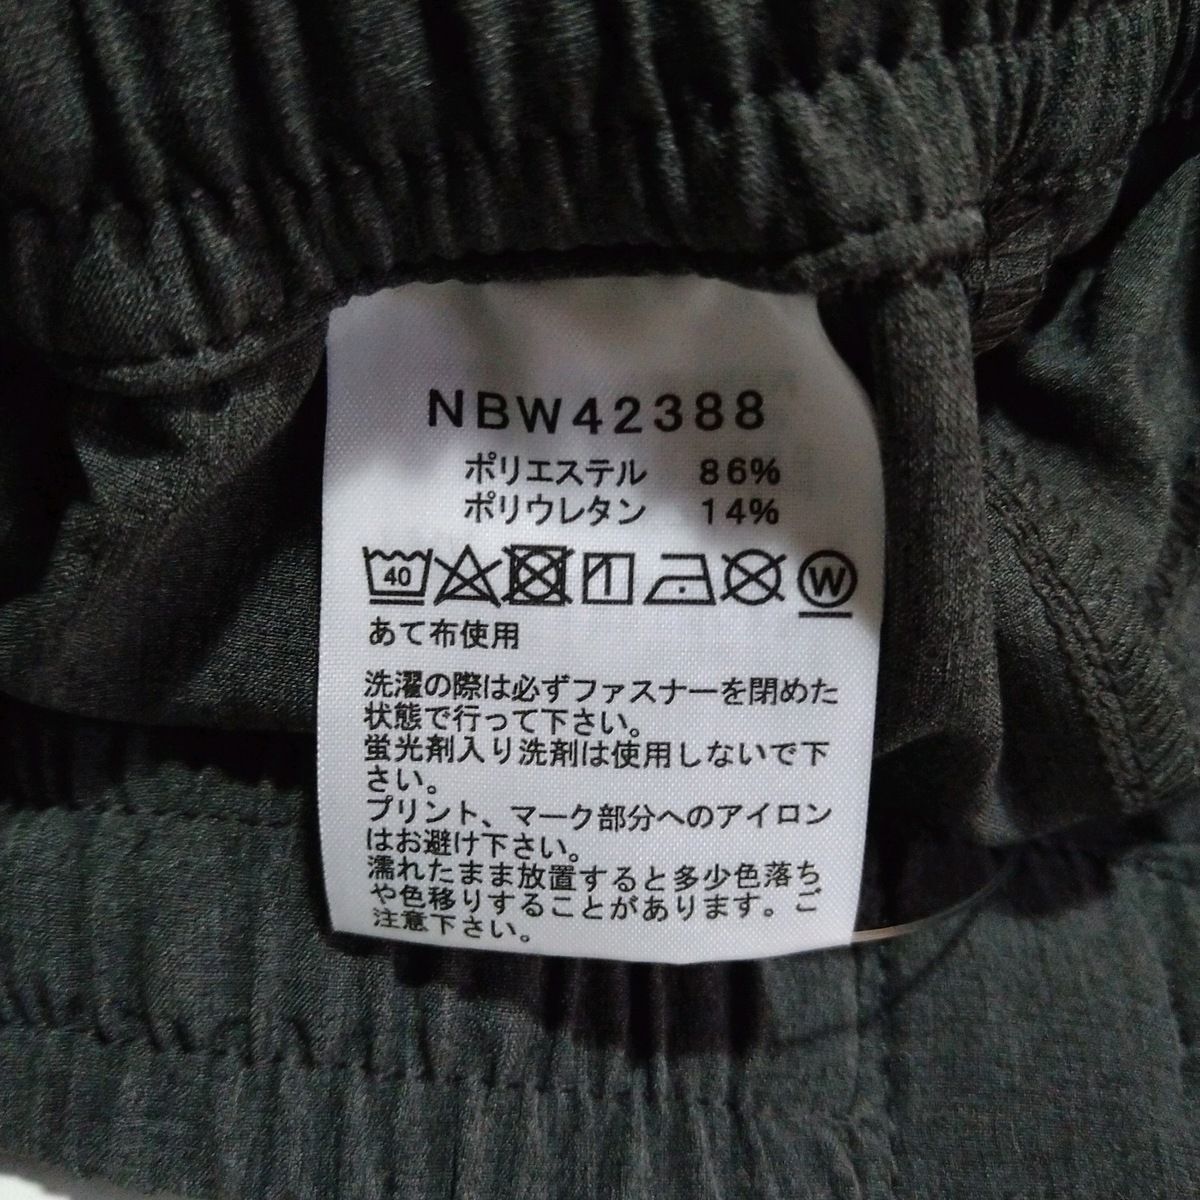 NBW42388
ポリエステル 86%
ポリウレタン 14%
40 W
あて布使用
洗濯の際は必ずファスナーを閉めた
状態で行って下さい。
蛍光剤入り洗剤は使用しないで下
さい。
プリント、マーク部分へのアイロン
はお避け下さい。
濡れたまま放置すると多少色落ち
や色移りすることがあります。ご
注意下さい。